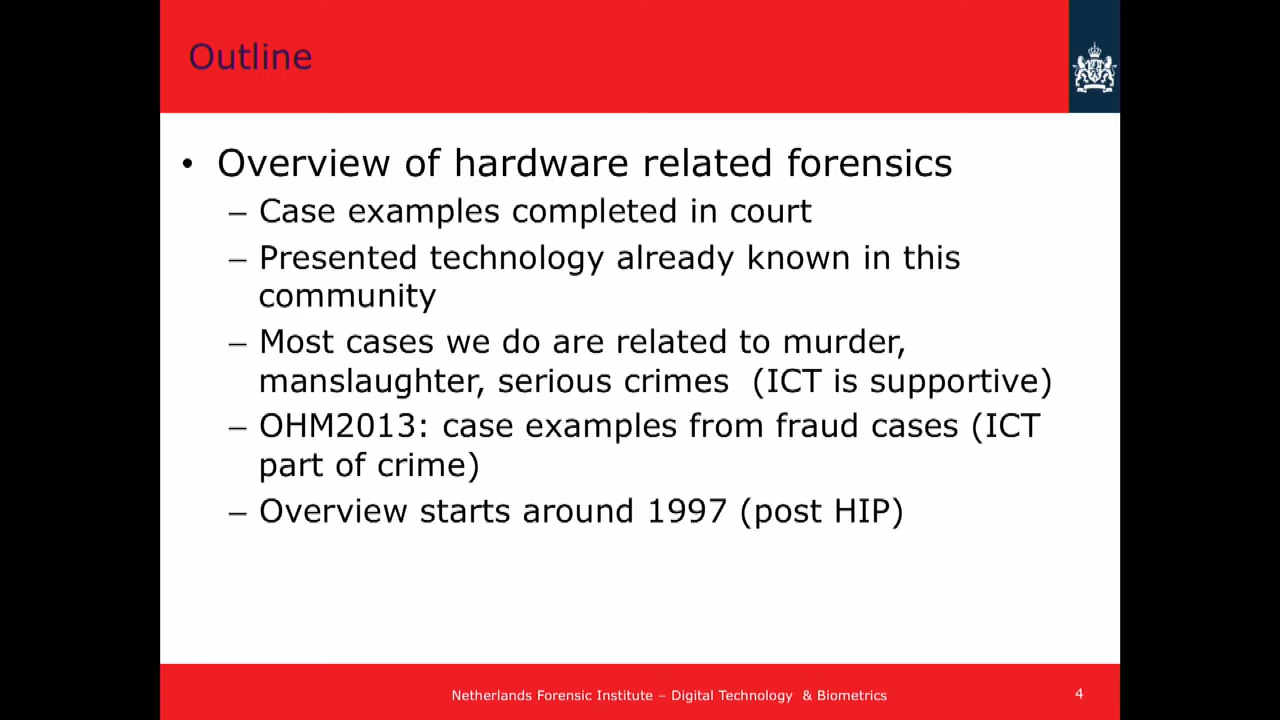 Outline
• Overview of hardware related forensics
– Case examples completed in court
– Presented technology already known in this
community
– Most cases we do are related to murder,
manslaughter, serious crimes  (ICT is supportive)
– OHM2013: case examples from fraud cases (ICT
part of crime)
– Overview starts around 1997 (post HIP)
Netherlands Forensic Institute – Digital Technology  & Biometrics
4